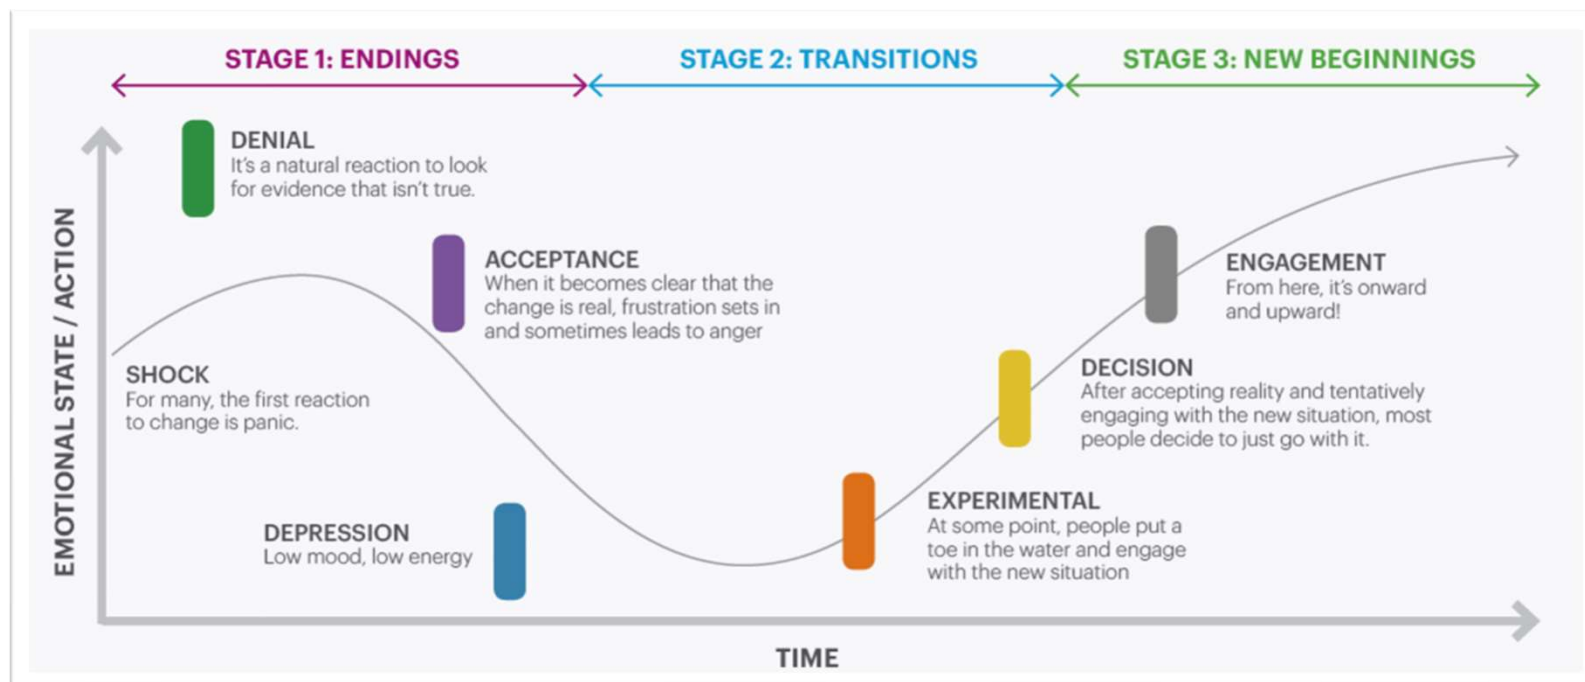 STAGE 1: ENDINGS
STAGE 2: TRANSITIONS
STAGE 3: NEW BEGINNINGS
EMOTIONAL STATE / ACTION
DENIAL
It's a natural reaction to look
for evidence that isn't true.
ACCEPTANCE
When it becomes clear that the
change is real, frustration sets in
and sometimes leads to anger
SHOCK
For many, the first reaction
to change is panic.
DEPRESSION
Low mood, low energy
ENGAGEMENT
From here, it's onward
and upward!
DECISION
After accepting reality and tentatively
engaging with the new situation, most
people decide to just go with it.
EXPERIMENTAL
At some point, people put a
toe in the water and engage
with the new situation
TIME